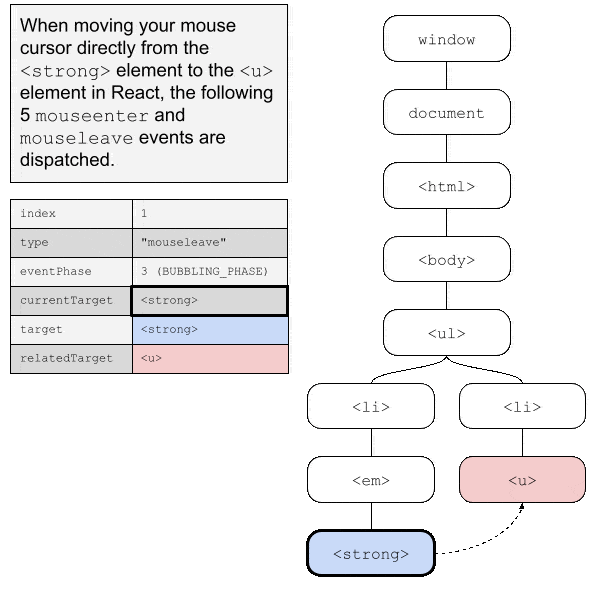 When moving your mouse
cursor directly from the
<strong> element to the <u>
element in React, the following
5 mouseenter and
mouseleave events are
dispatched.
index 1
type "mouseleave"
eventPhase 3 (BUBBLING_PHASE)
currentTarget <strong>
target <strong>
relatedTarget <u>
window
document
<html>
<body>
<ul>
<li> <li>
<em> <u>
<strong>